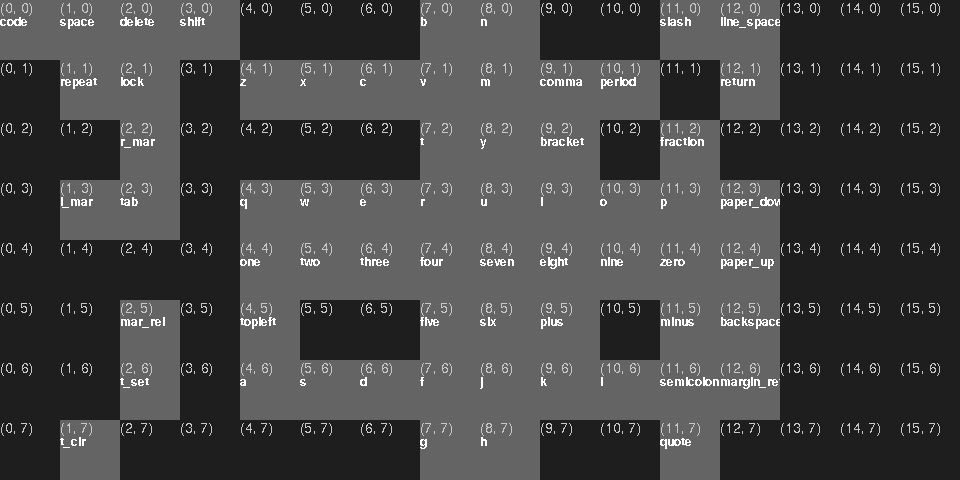 (0, 0) (1, 0) (2, 0) (3, 0) (4, 0) (5, 0) (6, 0) (7, 0) (8, 0) (9, 0) (10, 0) (11, 0) (12, 0) (13, 0) (14, 0) (15, 0)
code space delete shift b n slash line_space
(0, 1) (1, 1) (2, 1) (3, 1) (4, 1) (5, 1) (6, 1) (7, 1) (8, 1) (9, 1) (10, 1) (11, 1) (12, 1) (13, 1) (14, 1) (15, 1)
repeat lock z x c v m comma period return
(0, 2) (1, 2) (2, 2) (3, 2) (4, 2) (5, 2) (6, 2) (7, 2) (8, 2) (9, 2) (10, 2) (11, 2) (12, 2) (13, 2) (14, 2) (15, 2)
r_mar t y bracket fraction
(0, 3) (1, 3) (2, 3) (3, 3) (4, 3) (5, 3) (6, 3) (7, 3) (8, 3) (9, 3) (10, 3) (11, 3) (12, 3) (13, 3) (14, 3) (15, 3)
l_mar tab q w e r u i o p paper_dow
(0, 4) (1, 4) (2, 4) (3, 4) (4, 4) (5, 4) (6, 4) (7, 4) (8, 4) (9, 4) (10, 4) (11, 4) (12, 4) (13, 4) (14, 4) (15, 4)
one two three four seven eight nine zero paper_up
(0, 5) (1, 5) (2, 5) (3, 5) (4, 5) (5, 5) (6, 5) (7, 5) (8, 5) (9, 5) (10, 5) (11, 5) (12, 5) (13, 5) (14, 5) (15, 5)
mar_rel topleft five six plus minus backspace
(0, 6) (1, 6) (2, 6) (3, 6) (4, 6) (5, 6) (6, 6) (7, 6) (8, 6) (9, 6) (10, 6) (11, 6) (12, 6) (13, 6) (14, 6) (15, 6)
t_set a s d f j k l semicolon margin_re
(0, 7) (1, 7) (2, 7) (3, 7) (4, 7) (5, 7) (6, 7) (7, 7) (8, 7) (9, 7) (10, 7) (11, 7) (12, 7) (13, 7) (14, 7) (15, 7)
t_clr g h quote